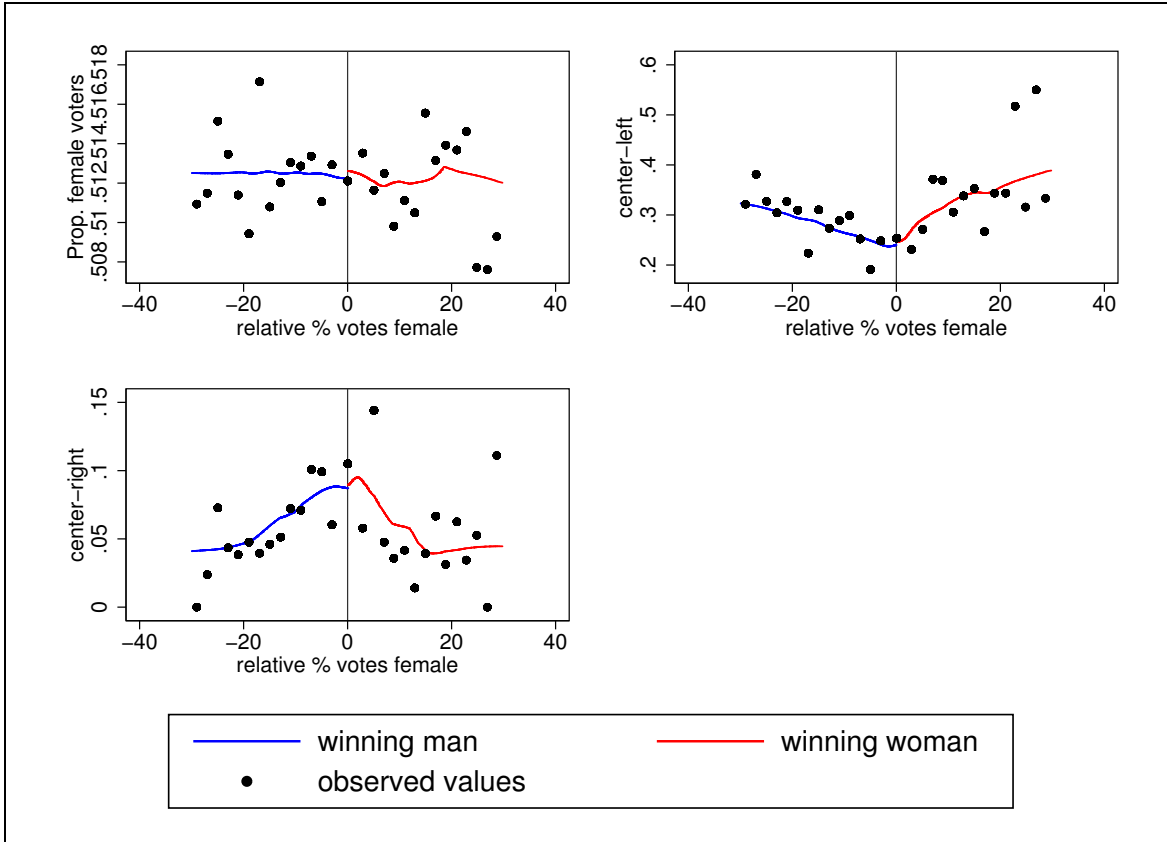 Prop. female voters
.508 .51 .512 .514 .516 .518
−40 −20 0 20 40
relative % votes female
center−left
.2 .3 .4 .5 .6
−40 −20 0 20 40
relative % votes female
center−right
0 .05 .1 .15
−40 −20 0 20 40
relative % votes female
winning man winning woman
observed values